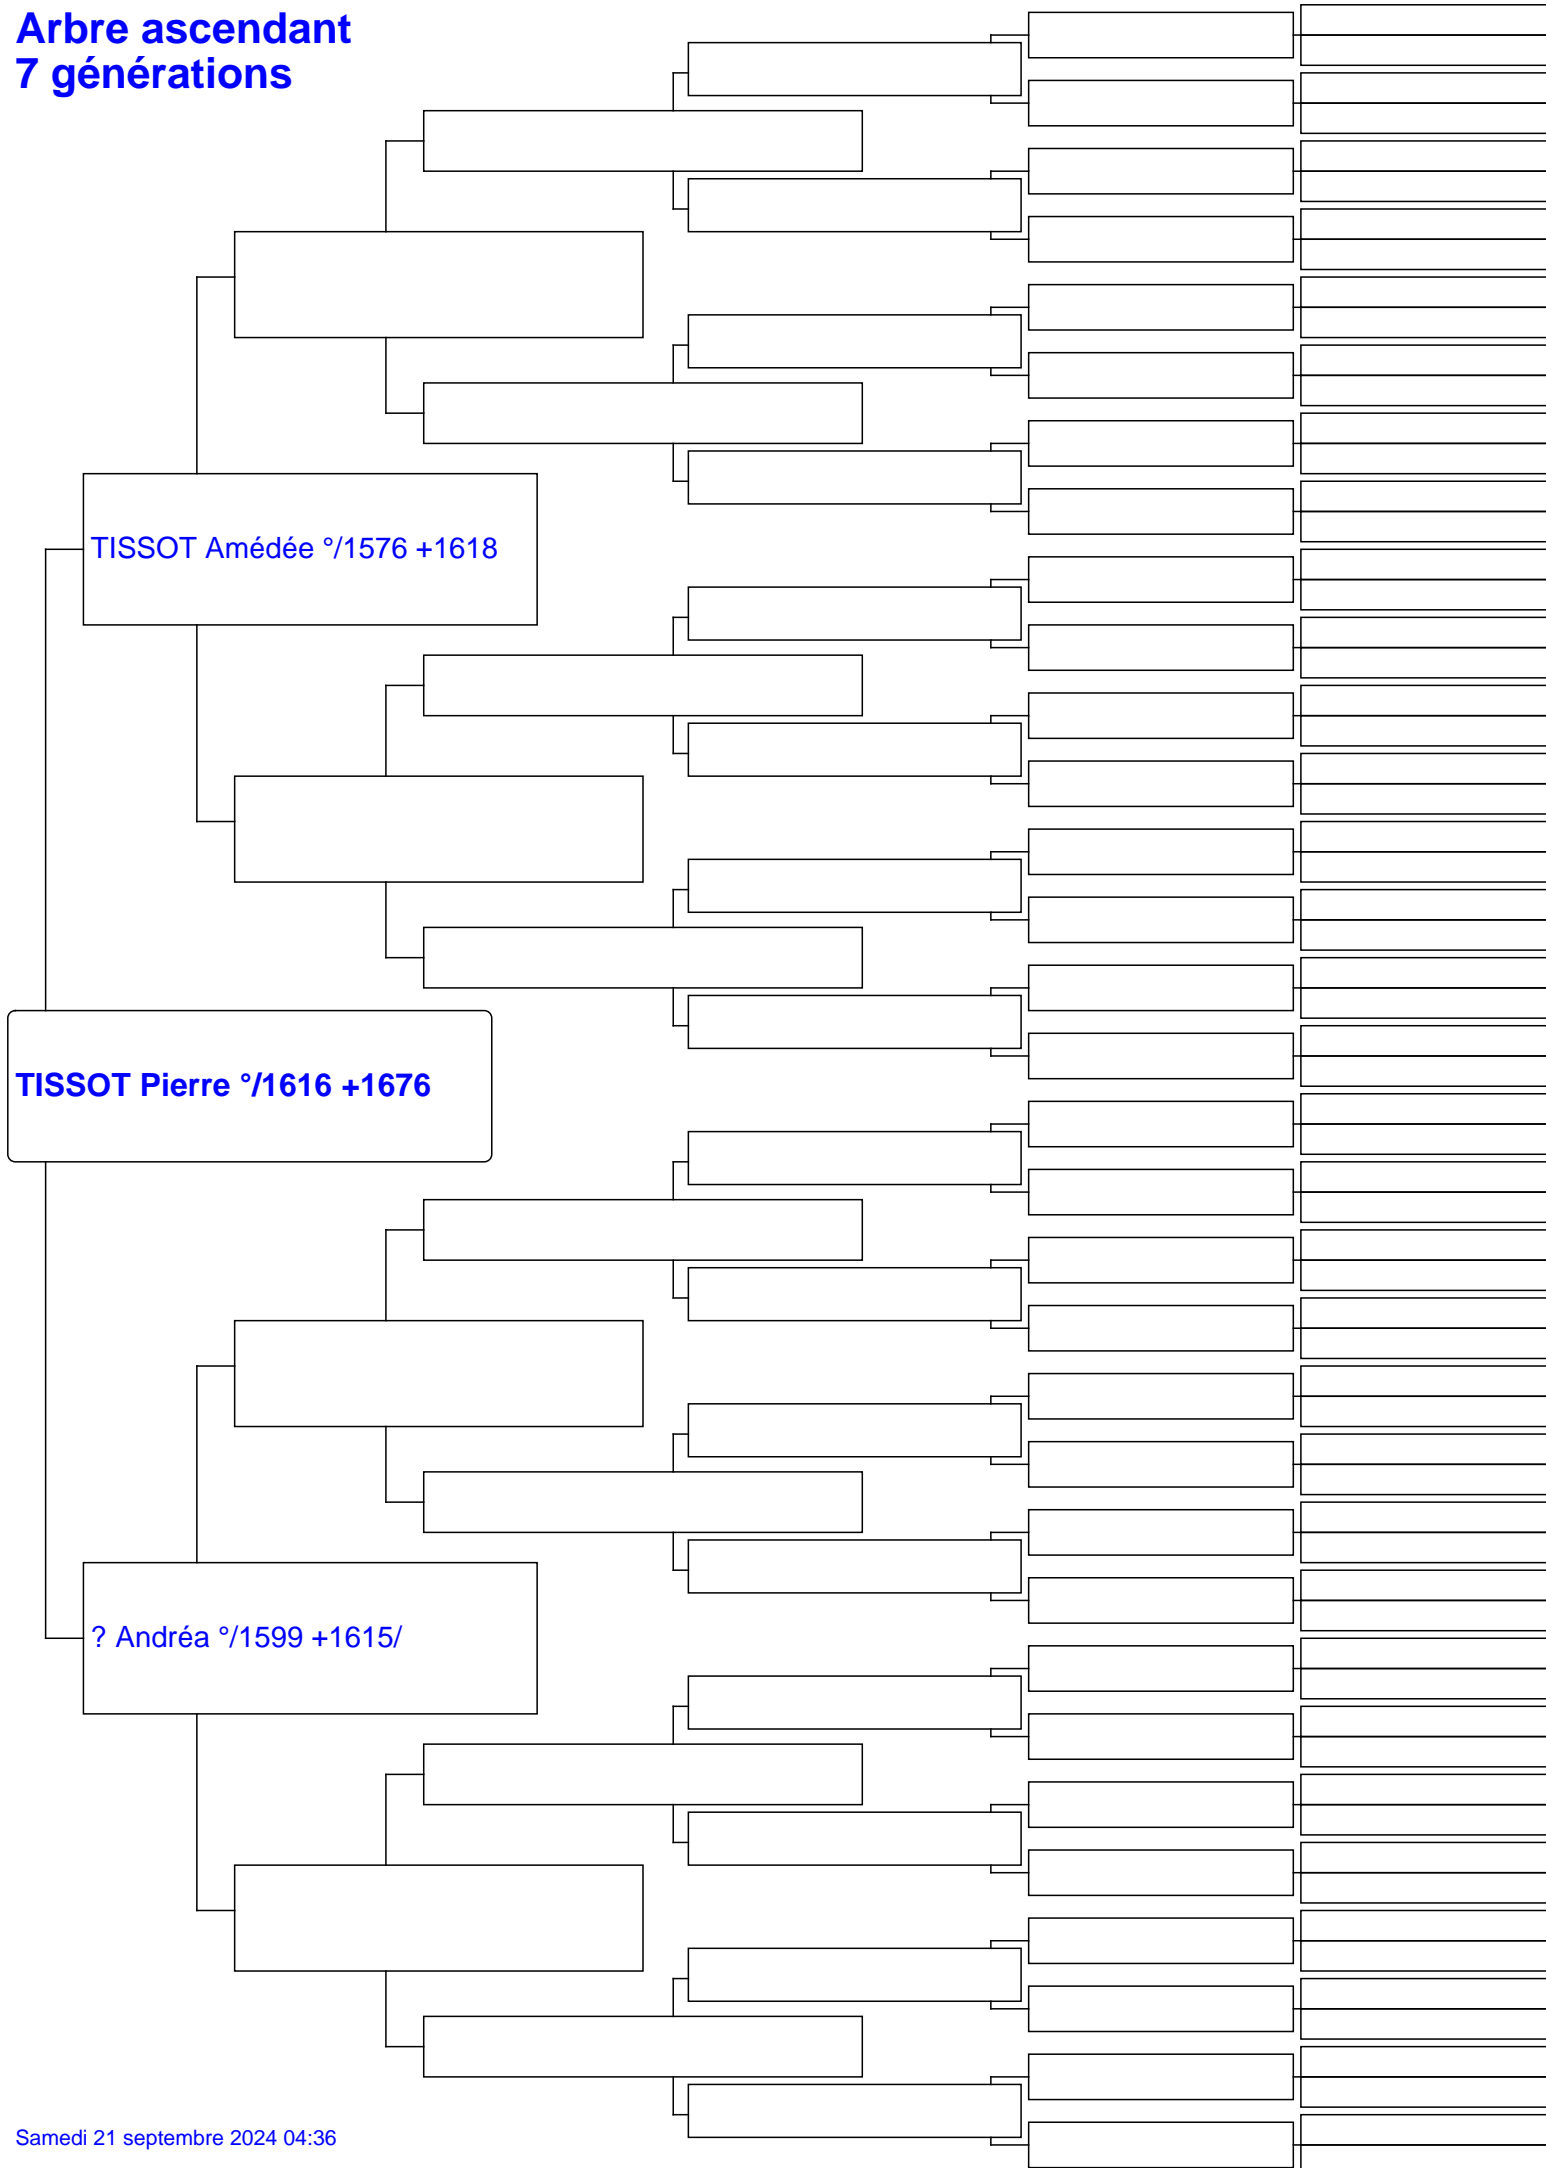 Arbre ascendant
7 générations
TISSOT Amédée °/1576 +1618
TISSOT Pierre °/1616 +1676
? Andréa °/1599 +1615/
Samedi 21 septembre 2024 04:36